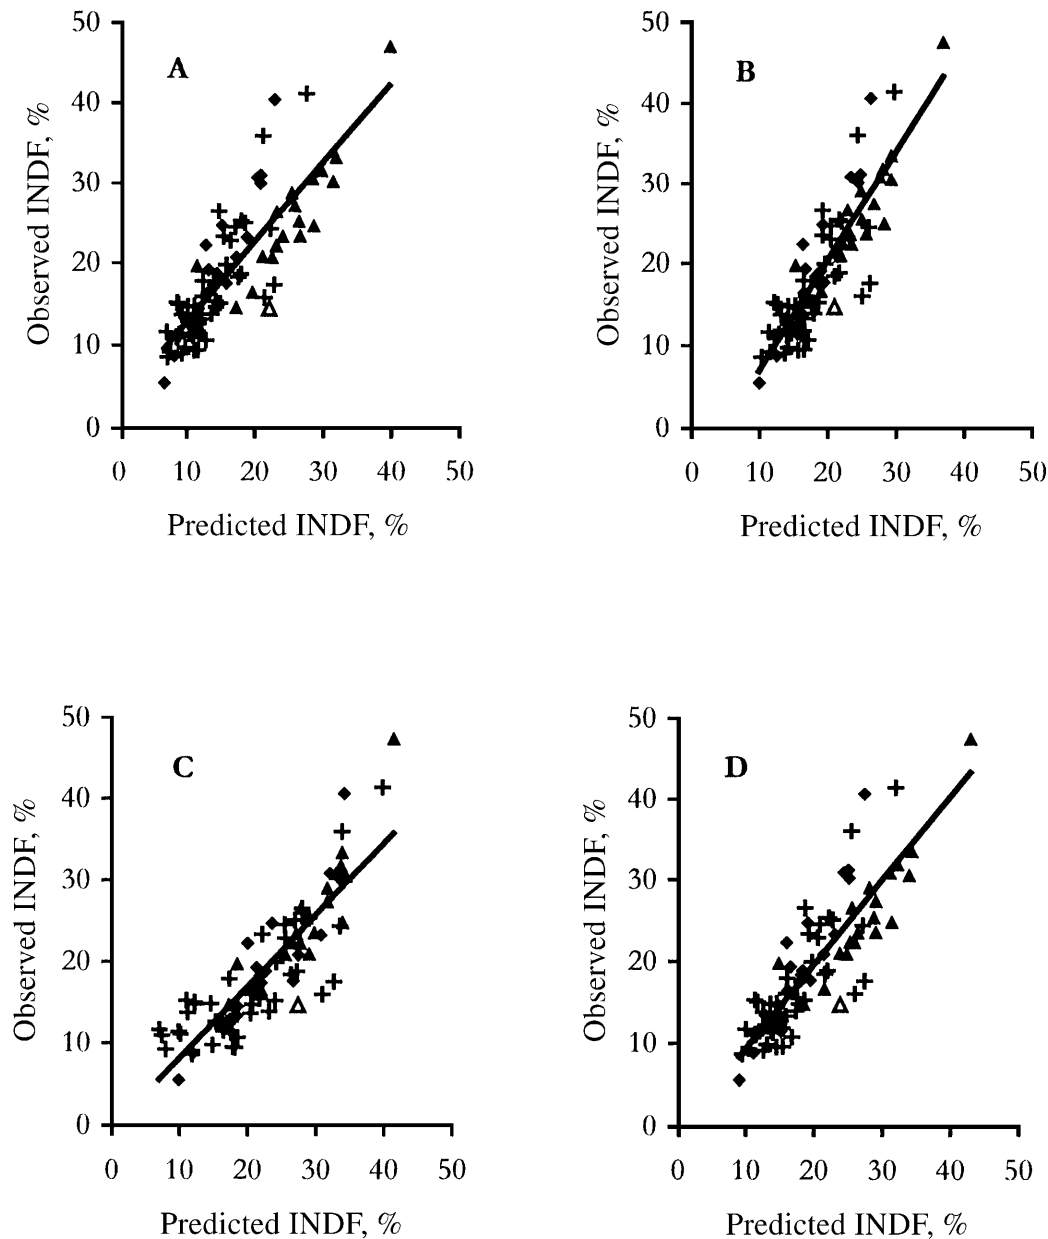 50 50
A B
40 40
30 30
20 20
10 10
0 0
0 10 20 30 40 50 0 10 20 30 40 50
Observed INDF, % Observed INDF, %
Predicted INDF, % Predicted INDF, %
50 50
C D
40 40
30 30
20 20
10 10
0 0
0 10 20 30 40 50 0 10 20 30 40 50
Observed INDF, % Observed INDF, %
Predicted INDF, % Predicted INDF, %